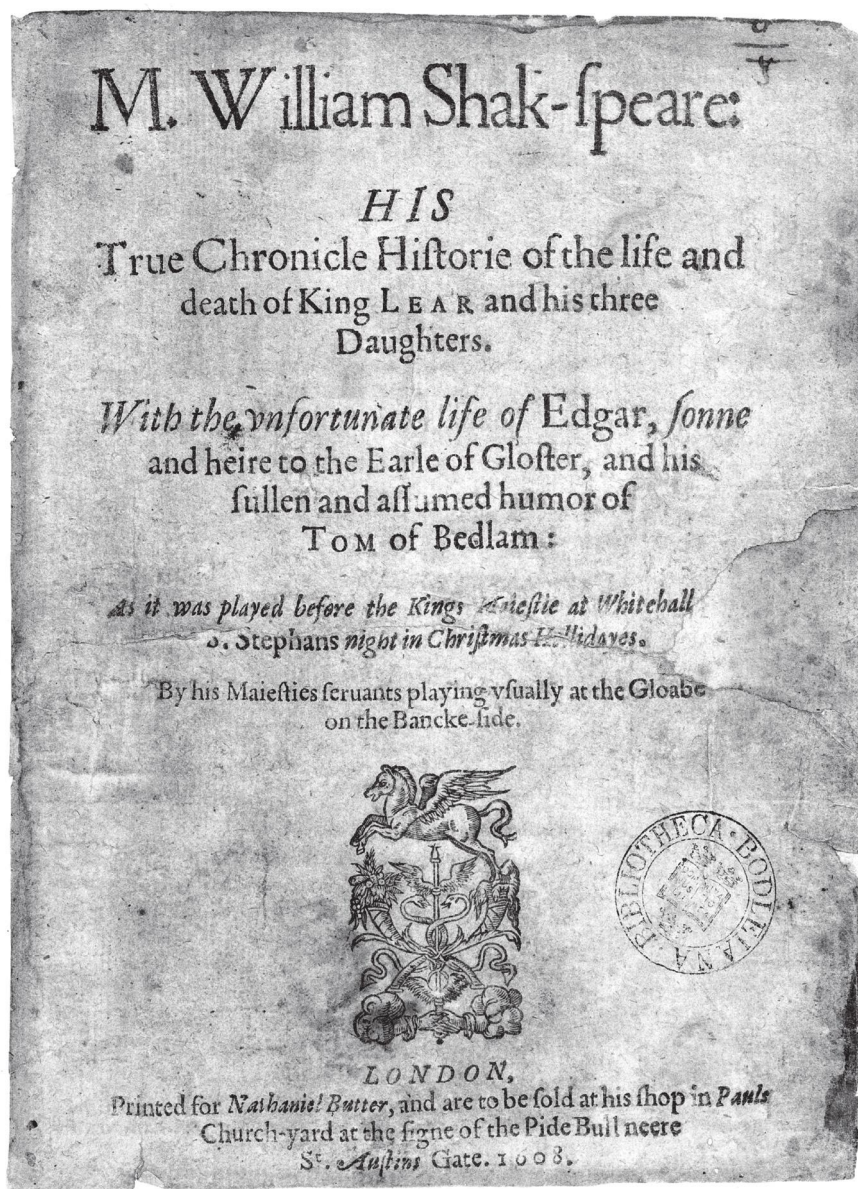 M. William Shak-ſpeare:
HIS
True Chronicle Hiſtorie of the life and
death of King LEAR and his three
Daughters.
With the vnfortunate life of Edgar, ſonne
and heire to the Earle of Gloſter, and his
ſullen and aſſumed humor of
TOM of Bedlam:
As it was played before the Kings Maieſtie at Whitehall
S. Stephans night in Chriſtmas Hollidayes.
By his Maieſties ſeruants playing vſually at the Gloabe
on the Bancke-ſide.
BIBLIOTHECA·BODLEIANA
LONDON,
Printed for Nathaniel Butter, and are to be ſold at his ſhop in Pauls
Church-yard at the ſigne of the Pide Bull neere
Sᵗ. Auſtins Gate. 1608.